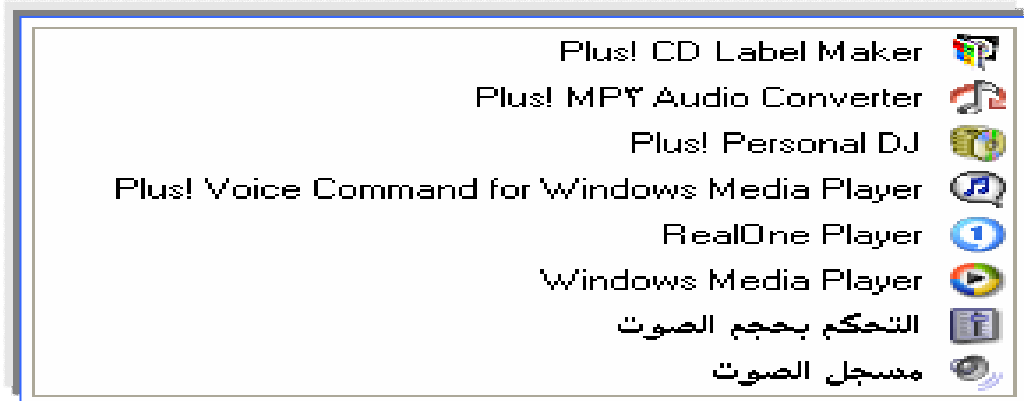 Plus! CD Label Maker
Plus! MP٣ Audio Converter
Plus! Personal DJ
Plus! Voice Command for Windows Media Player
RealOne Player
Windows Media Player
التحكم بحجم الصوت
مسجل الصوت